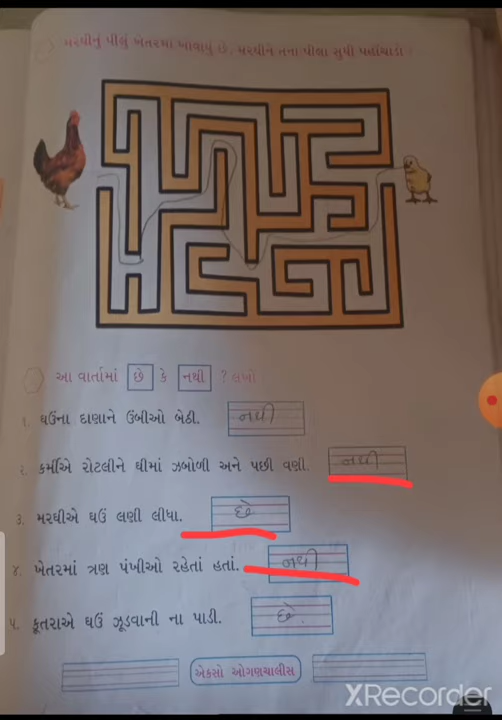 મરઘીનું પીલું ખેતરમાં ખોવાયું છે. મરઘીને તેના પીલા સુધી પહોંચાડો
આ વાર્તામાં છે કે નથી ? લખો
૧. ઘઉંના દાણાને ઉંબીઓ બેઠી. નથી
૨. કર્મીએ રોટલીને ઘીમાં ઝબોળી અને પછી વણી. નથી
૩. મરઘીએ ઘઉં લણી લીધા. છે
૪. ખેતરમાં ત્રણ પંખીઓ રહેતાં હતાં. નથી
૫. કૂતરાએ ઘઉં ઝૂડવાની ના પાડી. છે.
એકસો ઓગણચાલીસ
XRecorder